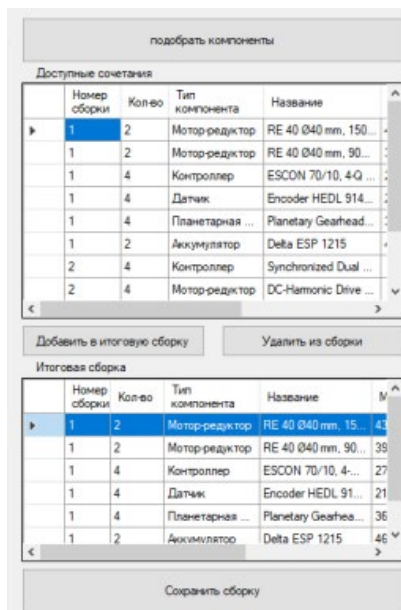 подобрать компоненты
Доступные сочетания
Номер сборки Кол-во Тип компонента Название
1 2 Мотор-редуктор RE 40 Ø40 mm, 150...
1 2 Мотор-редуктор RE 40 Ø40 mm, 90...
1 4 Контроллер ESCON 70/10, 4-Q ...
1 4 Датчик Encoder HEDL 914...
1 4 Планетарная ... Planetary Gearhead...
1 2 Аккумулятор Delta ESP 1215
2 4 Контроллер Synchronized Dual ...
2 4 Мотор-редуктор DC-Harmonic Drive ...
Добавить в итоговую сборку Удалить из сборки
Итоговая сборка
Номер сборки Кол-во Тип компонента Название М
1 2 Мотор-редуктор RE 40 Ø40 mm, 15... 43
1 2 Мотор-редуктор RE 40 Ø40 mm, 90... 39
1 4 Контроллер ESCON 70/10, 4-... 27
1 4 Датчик Encoder HEDL 91... 21
1 4 Планетарная ... Planetary Gearhea... 36
1 2 Аккумулятор Delta ESP 1215 46
Сохранить сборку